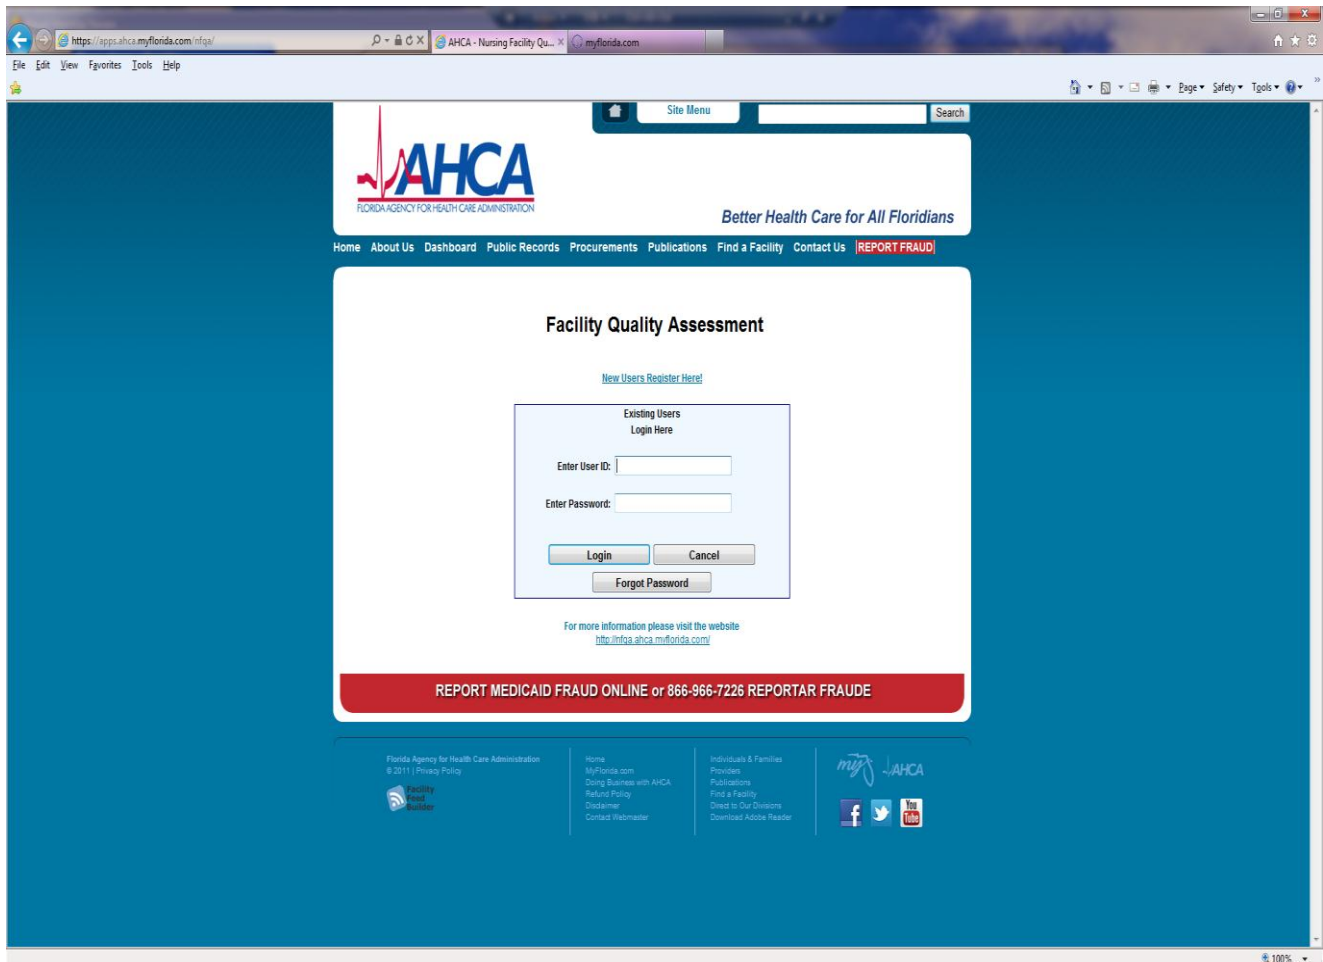 https://apps.ahca.myflorida.com/nfqa/
AHCA - Nursing Facility Qu...
myflorida.com
File Edit View Favorites Tools Help
Page Safety Tools
Site Menu
Search
AHCA
FLORIDA AGENCY FOR HEALTH CARE ADMINISTRATION
Better Health Care for All Floridians
Home About Us Dashboard Public Records Procurements Publications Find a Facility Contact Us REPORT FRAUD
Facility Quality Assessment
New Users Register Here!
Existing Users
Login Here
Enter User ID:
Enter Password:
Login Cancel
Forgot Password
For more information please visit the website
http://nfqa.ahca.myflorida.com/
REPORT MEDICAID FRAUD ONLINE or 866-966-7226 REPORTAR FRAUDE
Florida Agency for Health Care Administration
© 2011 | Privacy Policy
Facility
Feed
Builder
Home
MyFlorida.com
Doing Business with AHCA
Refund Policy
Disclaimer
Contact Webmaster
Individuals & Families
Providers
Publications
Find a Facility
Direct to Our Divisions
Download Adobe Reader
AHCA
You
Tube
100%